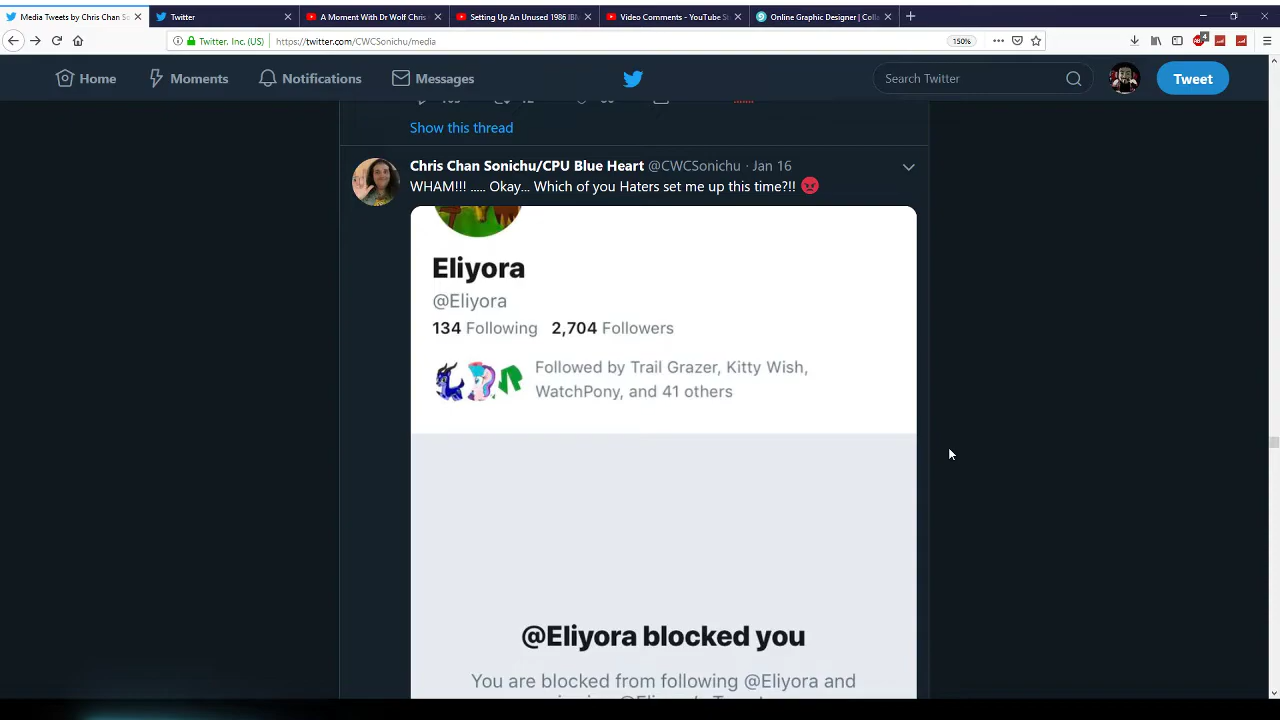 Media Tweets by Chris Chan So
Twitter
A Moment With Dr Wolf Chris
Setting Up An Unused 1986 IBM
Video Comments - YouTube St
Online Graphic Designer | Coll
Twitter, Inc. (US)
https://twitter.com/CWCSonichu/media
150%
4
Home
Moments
Notifications
Messages
Search Twitter
Tweet
Show this thread
Chris Chan Sonichu/CPU Blue Heart @CWCSonichu · Jan 16
WHAM!!! ..... Okay... Which of you Haters set me up this time?!!
Eliyora
@Eliyora
134 Following 2,704 Followers
Followed by Trail Grazer, Kitty Wish,
WatchPony, and 41 others
@Eliyora blocked you
You are blocked from following @Eliyora and